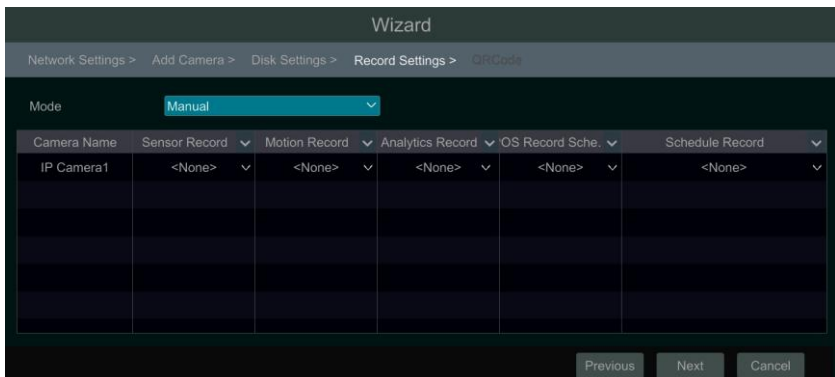 Wizard
Network Settings > Add Camera > Disk Settings > Record Settings > QRCode
Mode Manual
Camera Name Sensor Record Motion Record Analytics Record OS Record Sche. Schedule Record
IP Camera1 <None> <None> <None> <None> <None>
Previous Next Cancel